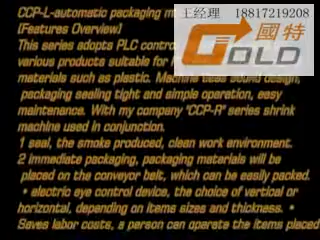 CCP-L-automatic packaging m
王经理 18817219208
國特
GOLD
[Features Overview]
This series adopts PLC contro
various products suitable for
materials such as plastic. Machine uses sound design,
packaging sealing tight and simple operation, easy
maintenance. With my company "CCP-R" series shrink
machine used in conjunction.
1 seal, the smoke produced, clean work environment.
2 immediate packaging, packaging materials will be
placed on the conveyor belt, which can be easily packed.
• electric eye control device, the choice of vertical or
horizontal, depending on items sizes and thickness. •
Saves labor costs, a person can operate the items placed